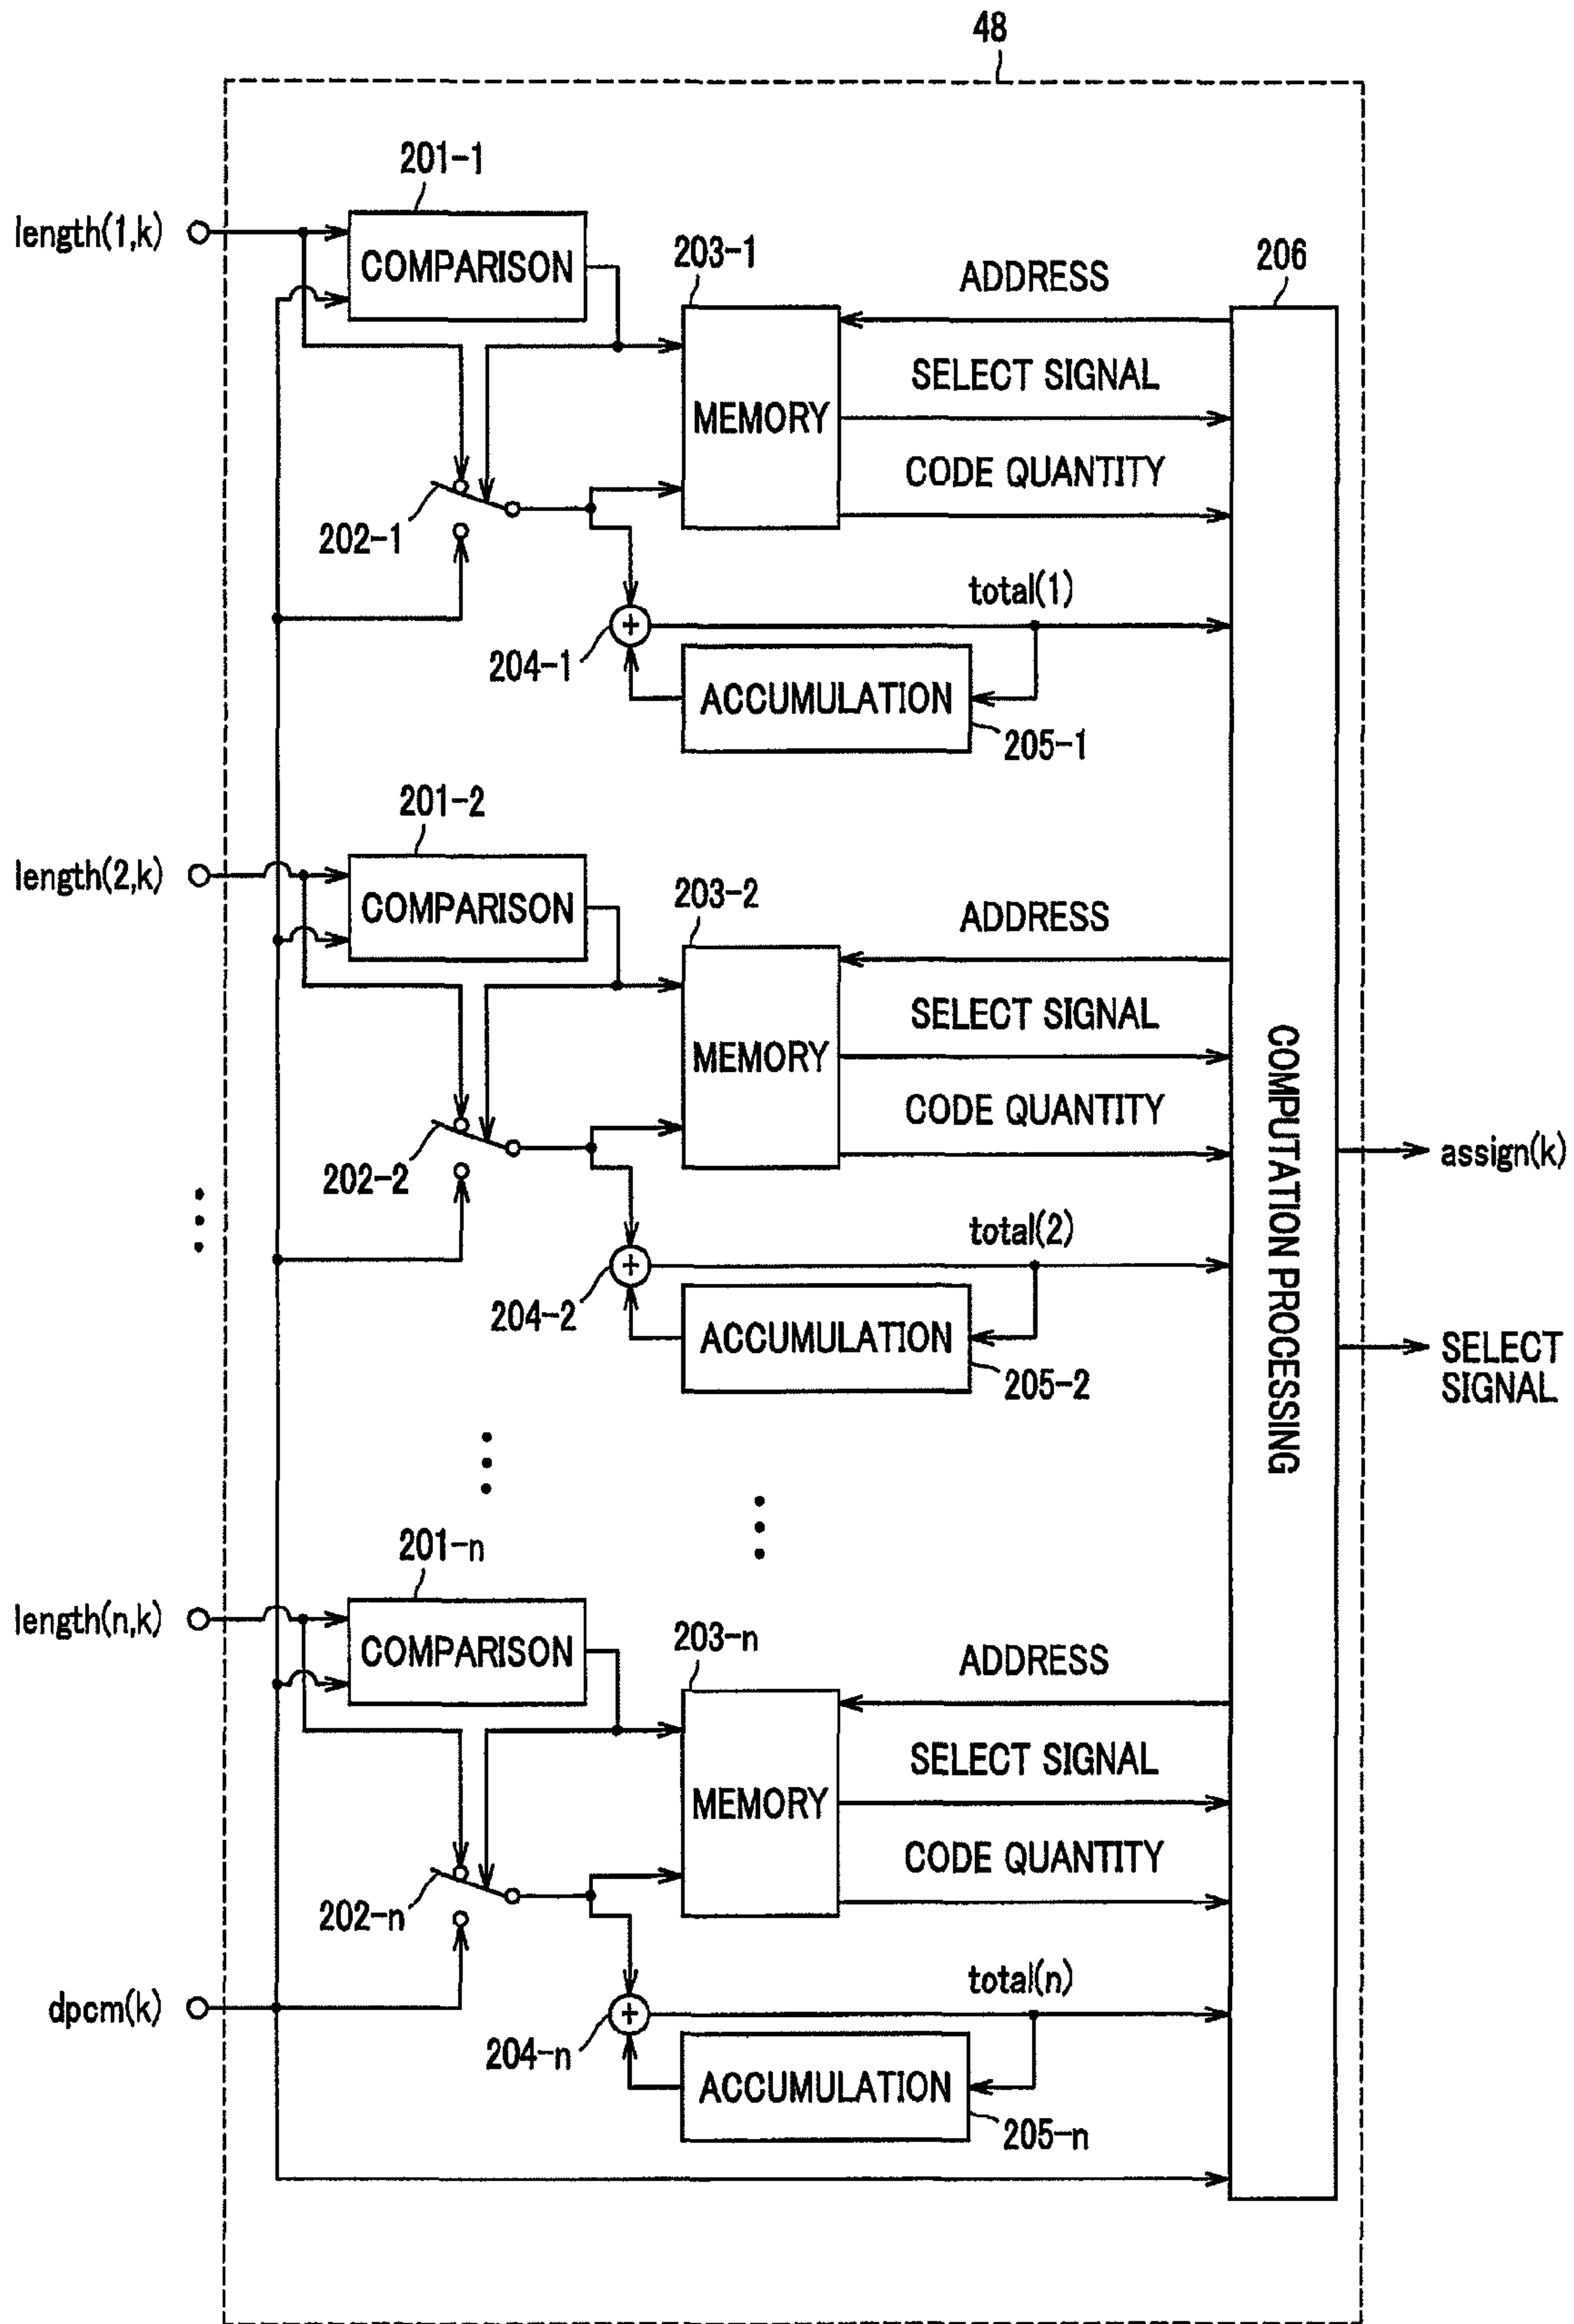 48
201-1
length(1,k)
COMPARISON
203-1
206
ADDRESS
SELECT SIGNAL
MEMORY
CODE QUANTITY
202-1
total(1)
204-1
ACCUMULATION
205-1
201-2
length(2,k)
COMPARISON
203-2
ADDRESS
SELECT SIGNAL
MEMORY
CODE QUANTITY
COMPUTATION PROCESSING
assign(k)
202-2
total(2)
204-2
ACCUMULATION
205-2
SELECT
SIGNAL
201-n
length(n,k)
COMPARISON
203-n
ADDRESS
SELECT SIGNAL
MEMORY
CODE QUANTITY
202-n
total(n)
dpcm(k)
204-n
ACCUMULATION
205-n